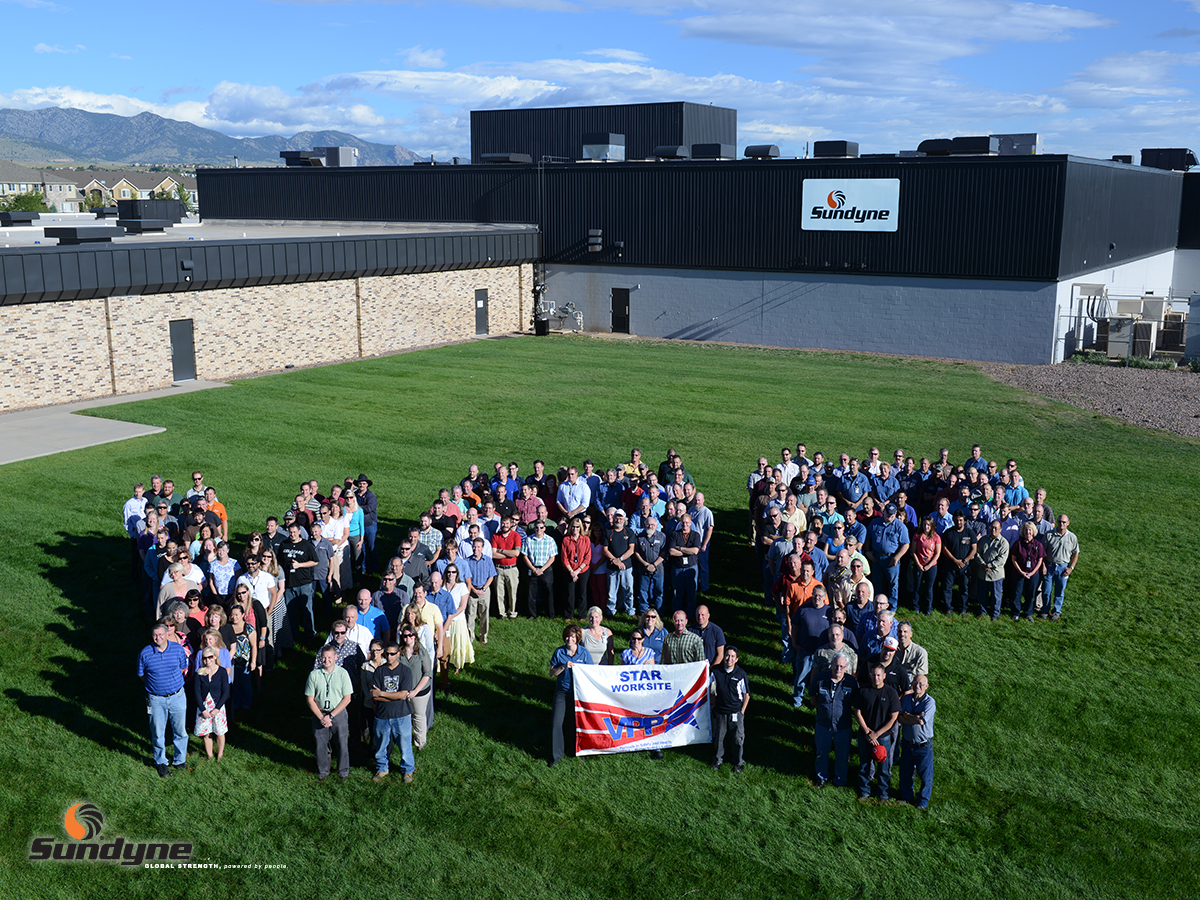 Sundyne
STAR
WORKSITE
VPP
Sundyne
GLOBAL STRENGTH, powered by people.